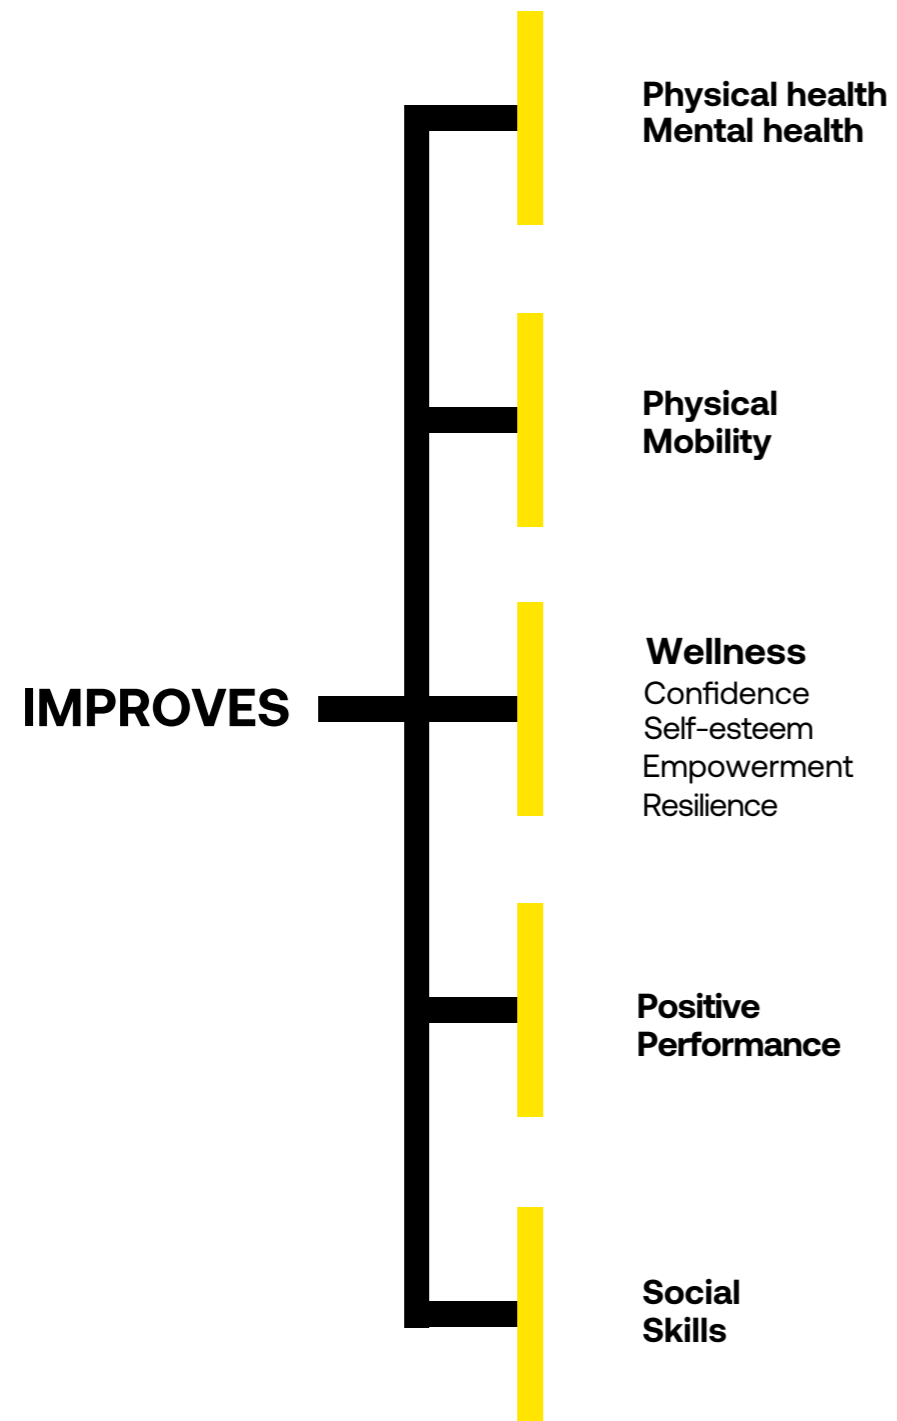 Physical health
Mental health
Physical
Mobility
IMPROVES
Wellness
Confidence
Self-esteem
Empowerment
Resilience
Positive
Performance
Social
Skills